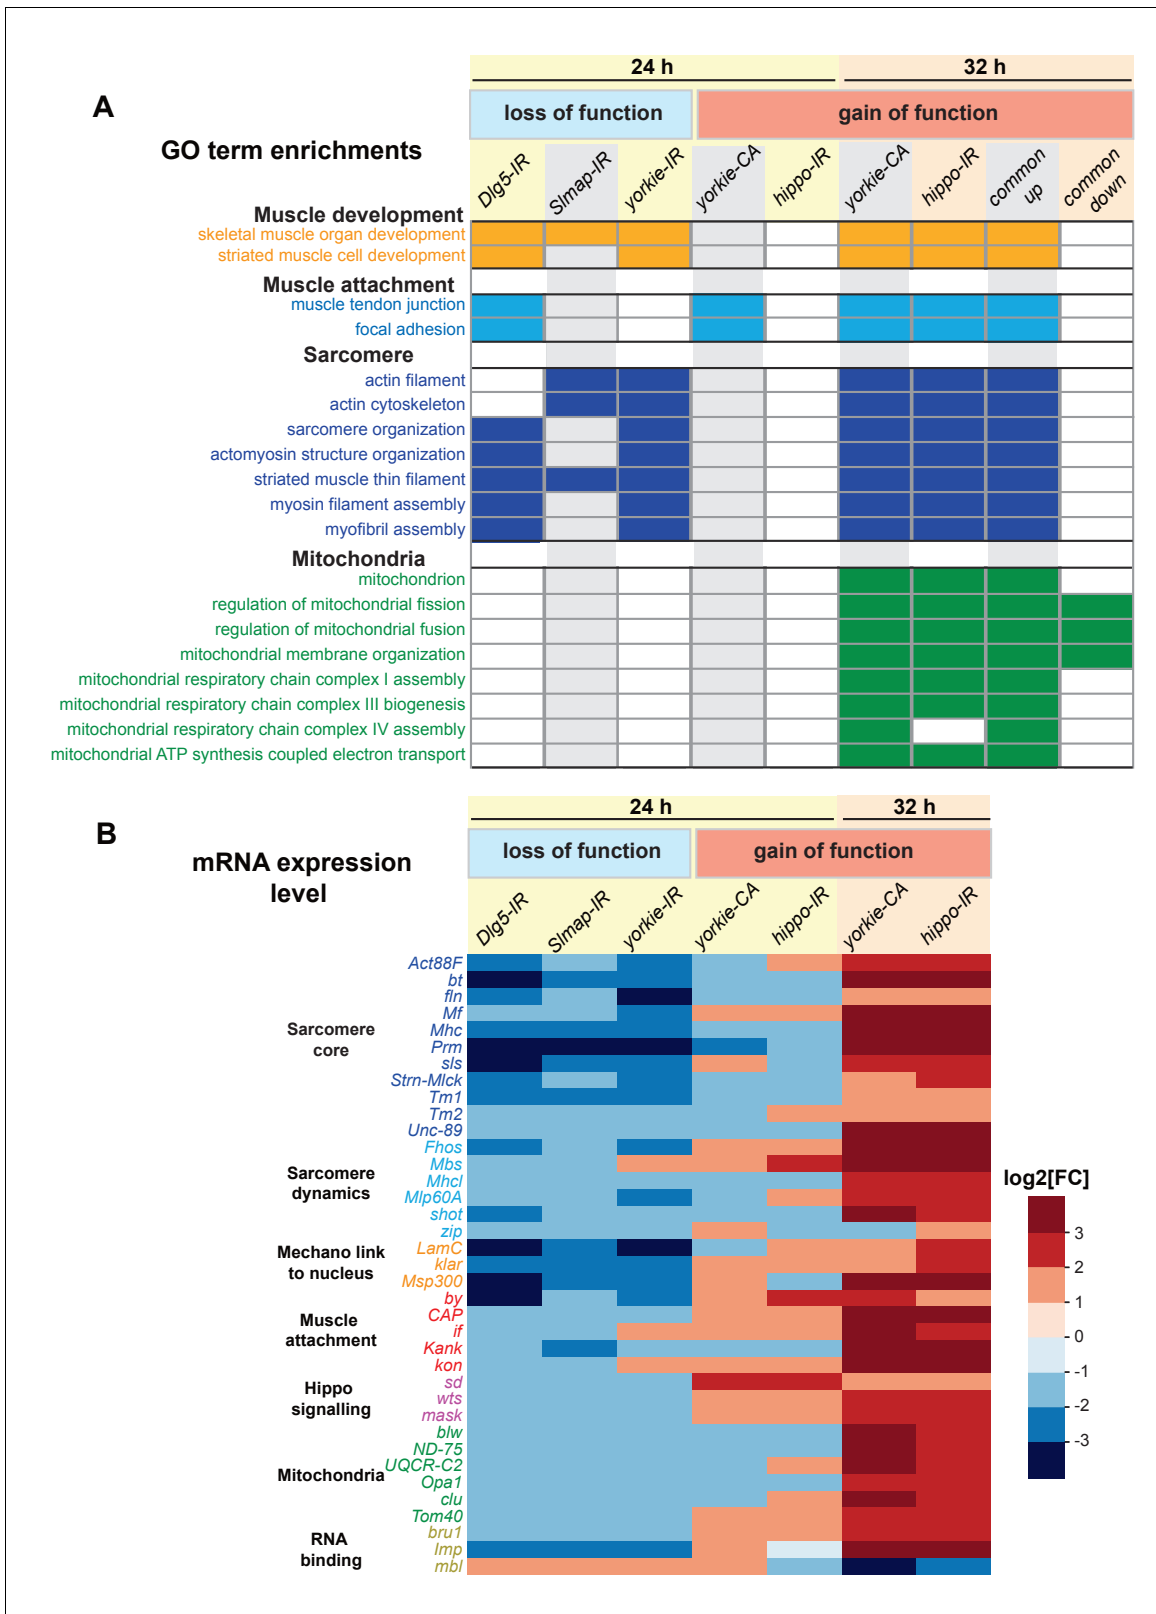 24 h
32 h
A
loss of function
gain of function
GO term enrichments
Dlg5-IR
Slmap-IR
yorkie-IR
yorkie-CA
hippo-IR
yorkie-CA
hippo-IR
common up
common down
Muscle development
skeletal muscle organ development
striated muscle cell development
Muscle attachment
muscle tendon junction
focal adhesion
Sarcomere
actin filament
actin cytoskeleton
sarcomere organization
actomyosin structure organization
striated muscle thin filament
myosin filament assembly
myofibril assembly
Mitochondria
mitochondrion
regulation of mitochondrial fission
regulation of mitochondrial fusion
mitochondrial membrane organization
mitochondrial respiratory chain complex I assembly
mitochondrial respiratory chain complex III biogenesis
mitochondrial respiratory chain complex IV assembly
mitochondrial ATP synthesis coupled electron transport
24 h
32 h
B
loss of function
gain of function
mRNA expression
level
Dlg5-IR
Slmap-IR
yorkie-IR
yorkie-CA
hippo-IR
yorkie-CA
hippo-IR
Sarcomere
core
Act88F
bt
fln
Mf
Mhc
Prm
sls
Strn-Mlck
Tm1
Tm2
Unc-89
Sarcomere
dynamics
Fhos
Mbs
Mhcl
Mlp60A
shot
zip
Mechano link
to nucleus
LamC
klar
Msp300
Muscle
attachment
by
CAP
if
Kank
kon
Hippo
signalling
sd
wts
mask
Mitochondria
blw
ND-75
UQCR-C2
Opa1
clu
Tom40
RNA
binding
bru1
Imp
mbl
log2[FC]
3
2
1
0
-1
-2
-3